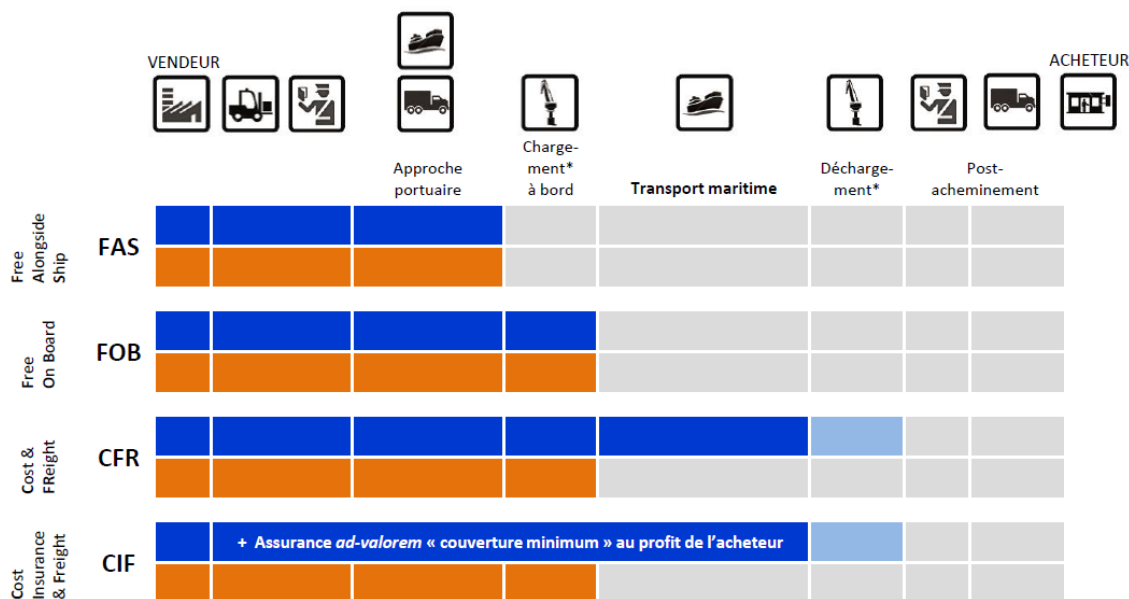 VENDEUR
ACHETEUR
Approche
portuaire
Charge-
ment*
à bord
Transport maritime
Décharge-
ment*
Post-
acheminement
Free
Alongside
Ship
FAS
Free
On Board
FOB
Cost &
FReight
CFR
Cost
Insurance
& Freight
CIF
+ Assurance ad-valorem « couverture minimum » au profit de l’acheteur